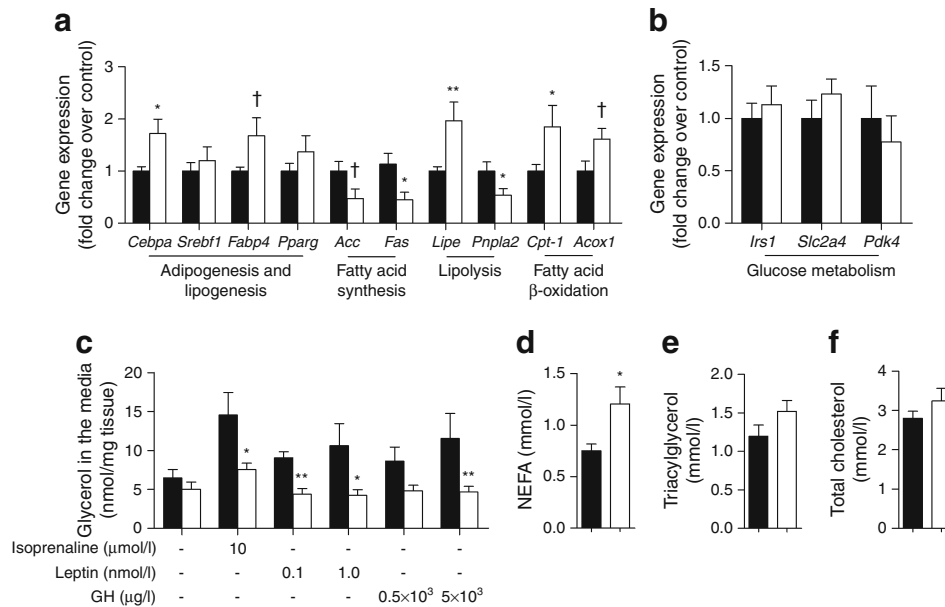 a
Gene expression
(fold change over control)
4
3
2
1
0
*
†
†
*
**
*
*
†
Cebpa Srebf1 Fabp4 Pparg Acc Fas Lipe Pnpla2 Cpt-1 Acox1
Adipogenesis and
lipogenesis
Fatty acid
synthesis
Lipolysis
Fatty acid
β-oxidation
b
Gene expression
(fold change over control)
1.5
1.0
0.5
0.0
Irs1 Slc2a4 Pdk4
Glucose metabolism
c
Glycerol in the media
(nmol/mg tissue)
20
15
10
5
0
*
**
*
**
Isoprenaline (μmol/l) - 10 - - - -
Leptin (nmol/l) - - 0.1 1.0 - -
GH (μg/l) - - - - 0.5×10³ 5×10³
d
NEFA (mmol/l)
1.5
1.0
0.5
0.0
*
e
Triacylglycerol
(mmol/l)
2.0
1.5
1.0
0.5
0.0
f
Total cholesterol
(mmol/l)
4
3
2
1
0